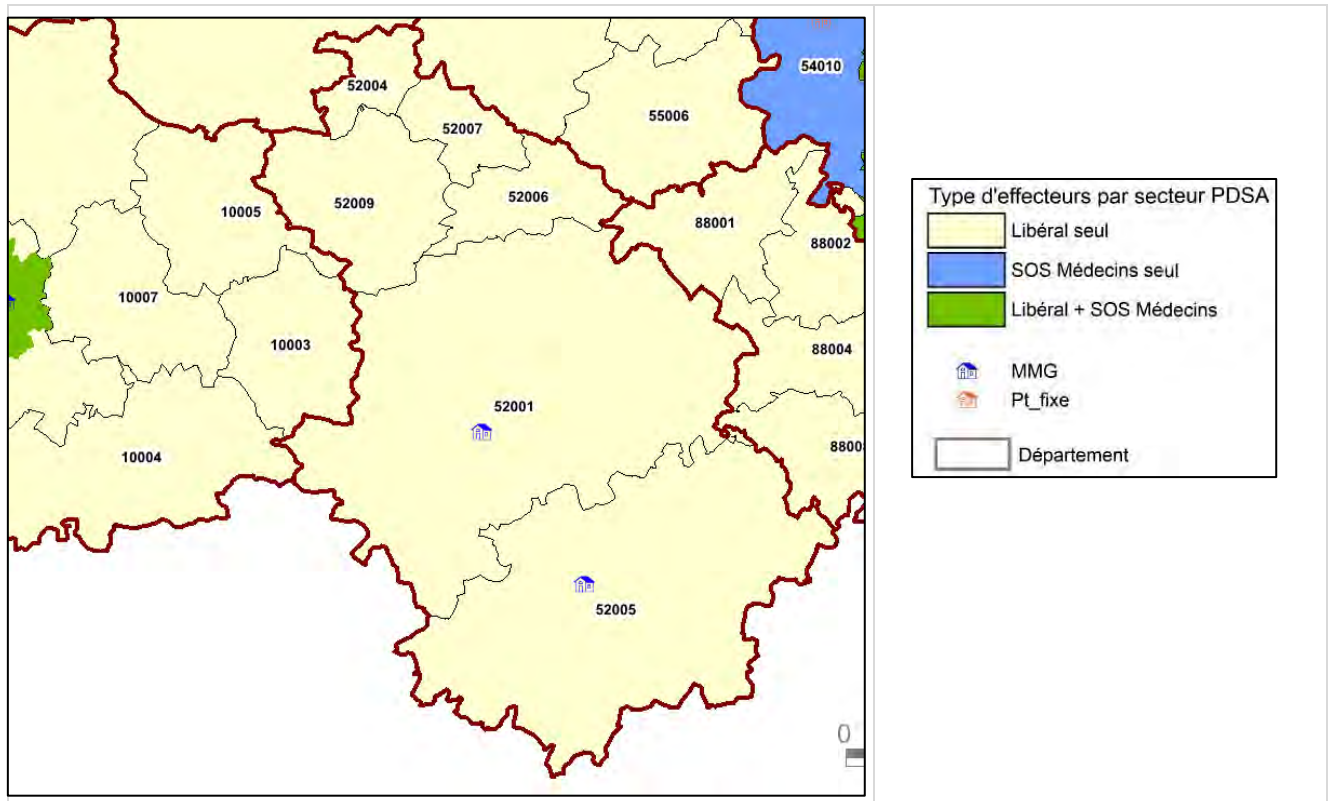 54010
52004
55006
52007
52006
52009
10005
88001
88002
10007
10003
88004
52001
10004
52005
0
Type d'effecteurs par secteur PDSA
Libéral seul
SOS Médecins seul
Libéral + SOS Médecins
MMG
Pt_fixe
Département